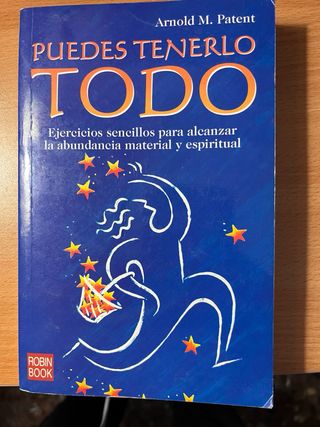 Arnold M. Patent
PUEDES TENERLO
TODO
Ejercicios sencillos para alcanzar
la abundancia material y espiritual
ROBIN
BOOK